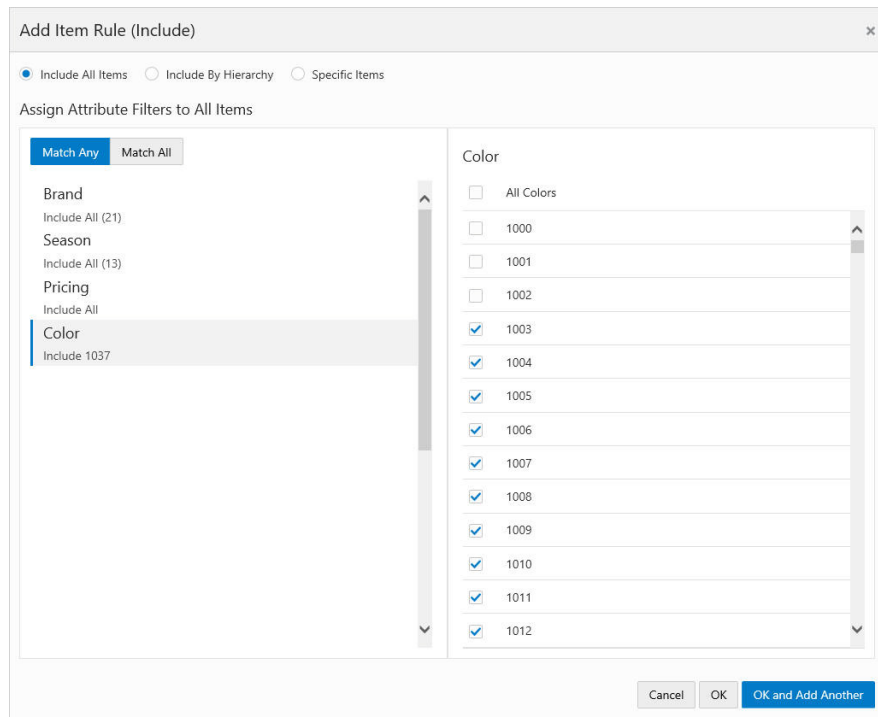 Add Item Rule (Include)
Include All Items Include By Hierarchy Specific Items
Assign Attribute Filters to All Items
Match Any Match All
Brand
Include All (21)
Season
Include All (13)
Pricing
Include All
Color
Include 1037
Color
All Colors
1000
1001
1002
1003
1004
1005
1006
1007
1008
1009
1010
1011
1012
Cancel OK OK and Add Another